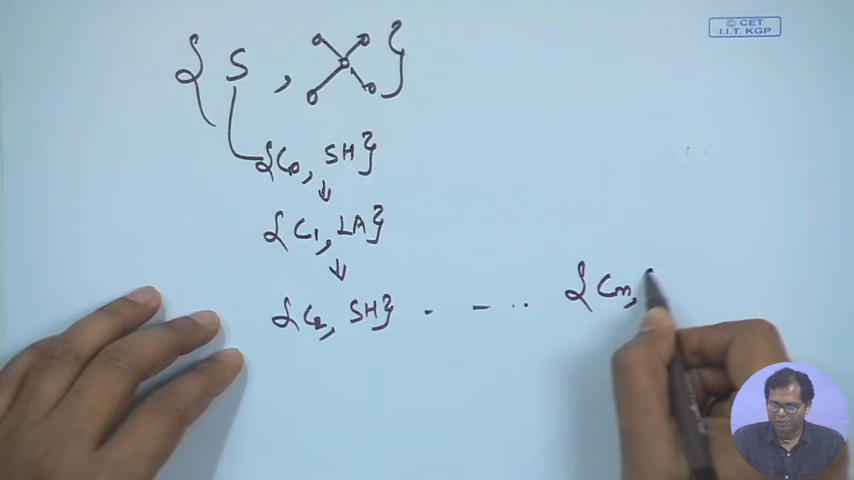 © CET
I.I.T. KGP
{ S , }
{C0, SH}
↓
{C1, LA}
↓
{C2, SH} - - ..  {Cm,